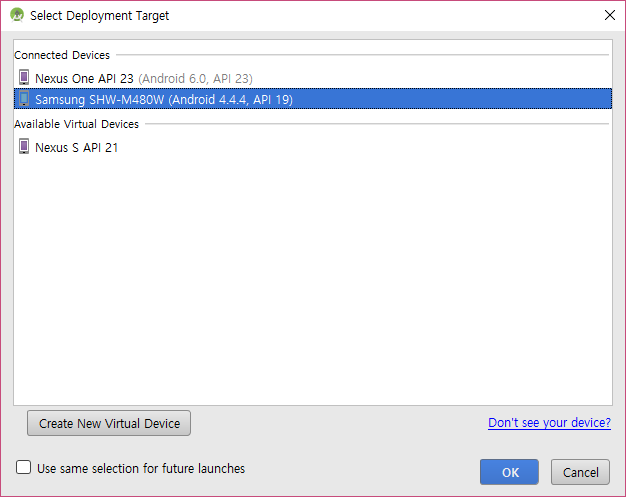 Select Deployment Target
Connected Devices
Nexus One API 23 (Android 6.0, API 23)
Samsung SHW-M480W (Android 4.4.4, API 19)
Available Virtual Devices
Nexus S API 21
Create New Virtual Device
Don't see your device?
Use same selection for future launches
OK
Cancel